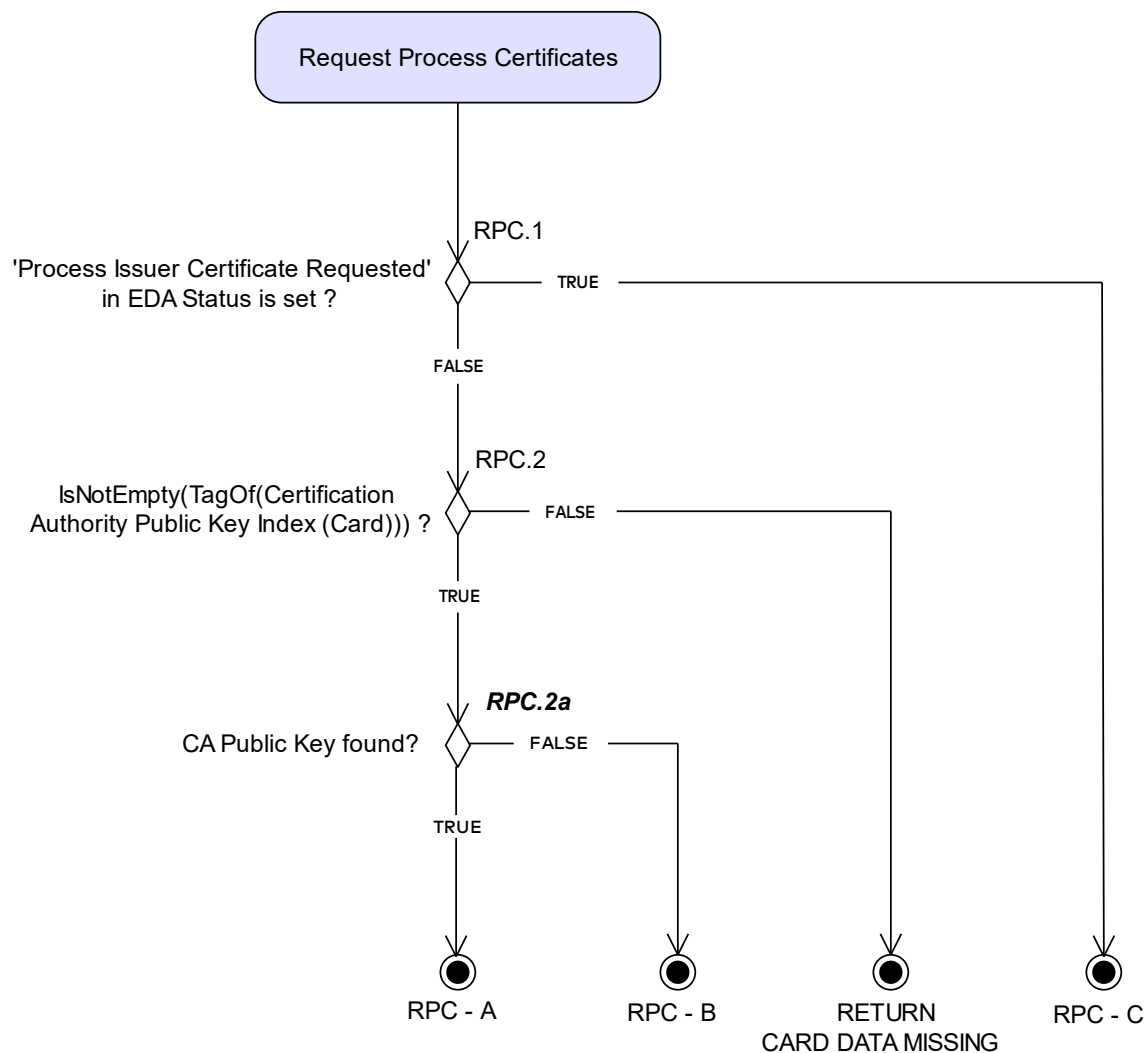 Request Process Certificates
RPC.1
'Process Issuer Certificate Requested'
in EDA Status is set ?
TRUE
FALSE
RPC.2
IsNotEmpty(TagOf(Certification
Authority Public Key Index (Card))) ?
FALSE
TRUE
RPC.2a
CA Public Key found?
FALSE
TRUE
RPC - A
RPC - B
RETURN
CARD DATA MISSING
RPC - C